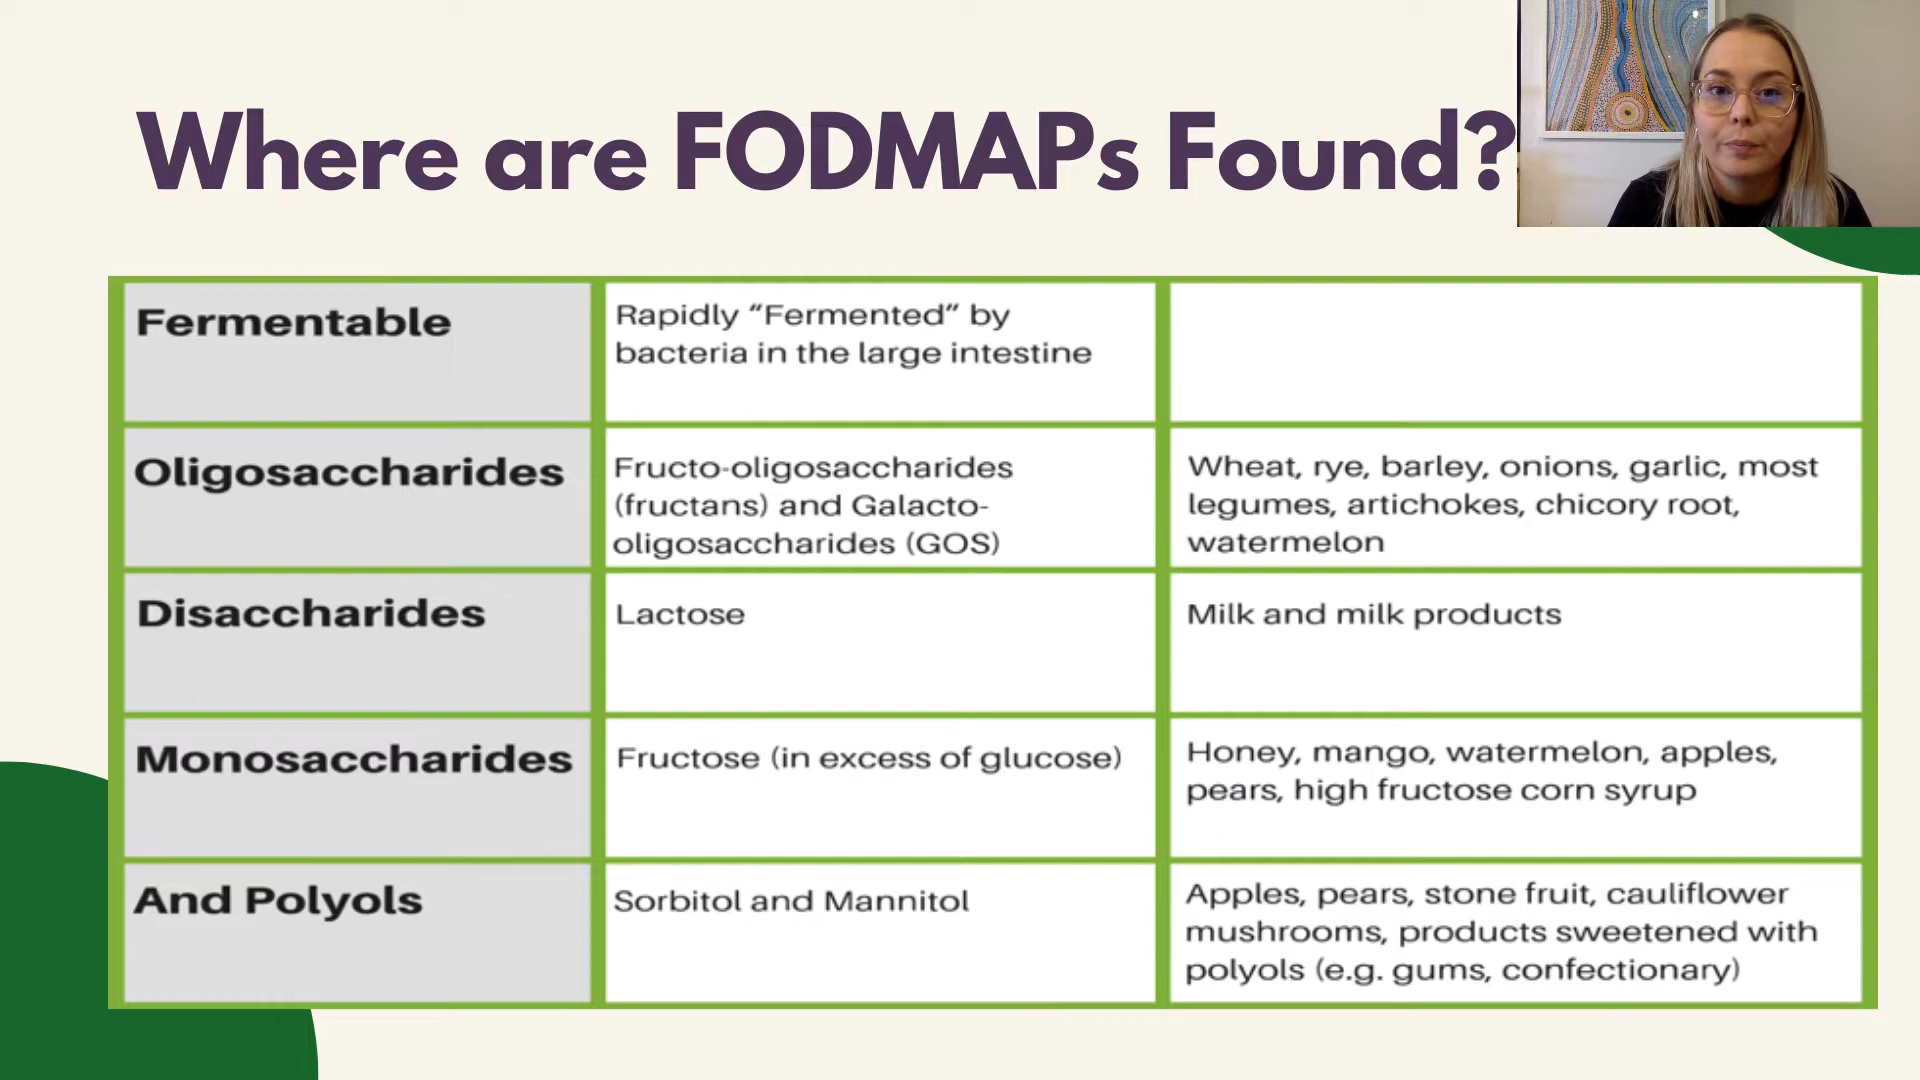 Where are FODMAPs Found?
Fermentable
Rapidly “Fermented” by
bacteria in the large intestine
Oligosaccharides
Fructo-oligosaccharides
(fructans) and Galacto-
oligosaccharides (GOS)
Wheat, rye, barley, onions, garlic, most
legumes, artichokes, chicory root,
watermelon
Disaccharides
Lactose
Milk and milk products
Monosaccharides
Fructose (in excess of glucose)
Honey, mango, watermelon, apples,
pears, high fructose corn syrup
And Polyols
Sorbitol and Mannitol
Apples, pears, stone fruit, cauliflower
mushrooms, products sweetened with
polyols (e.g. gums, confectionary)